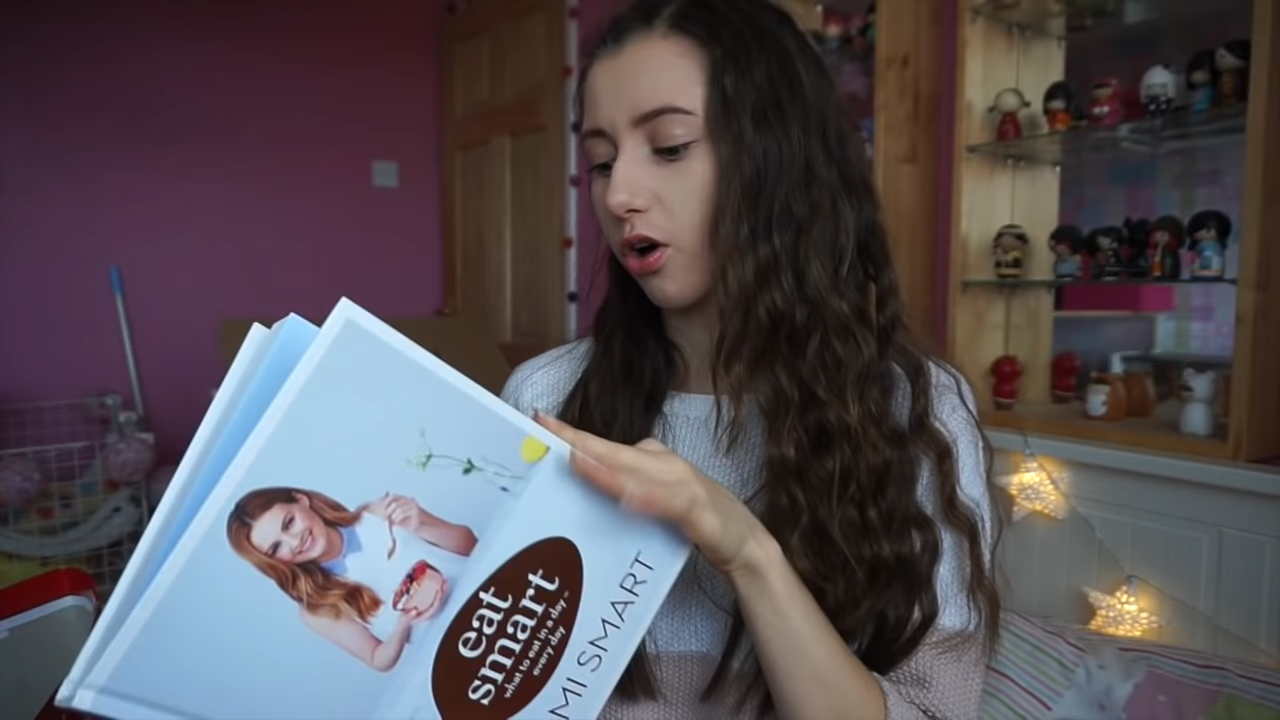 eat
smart
what to eat in a day –
every day
MI SMART